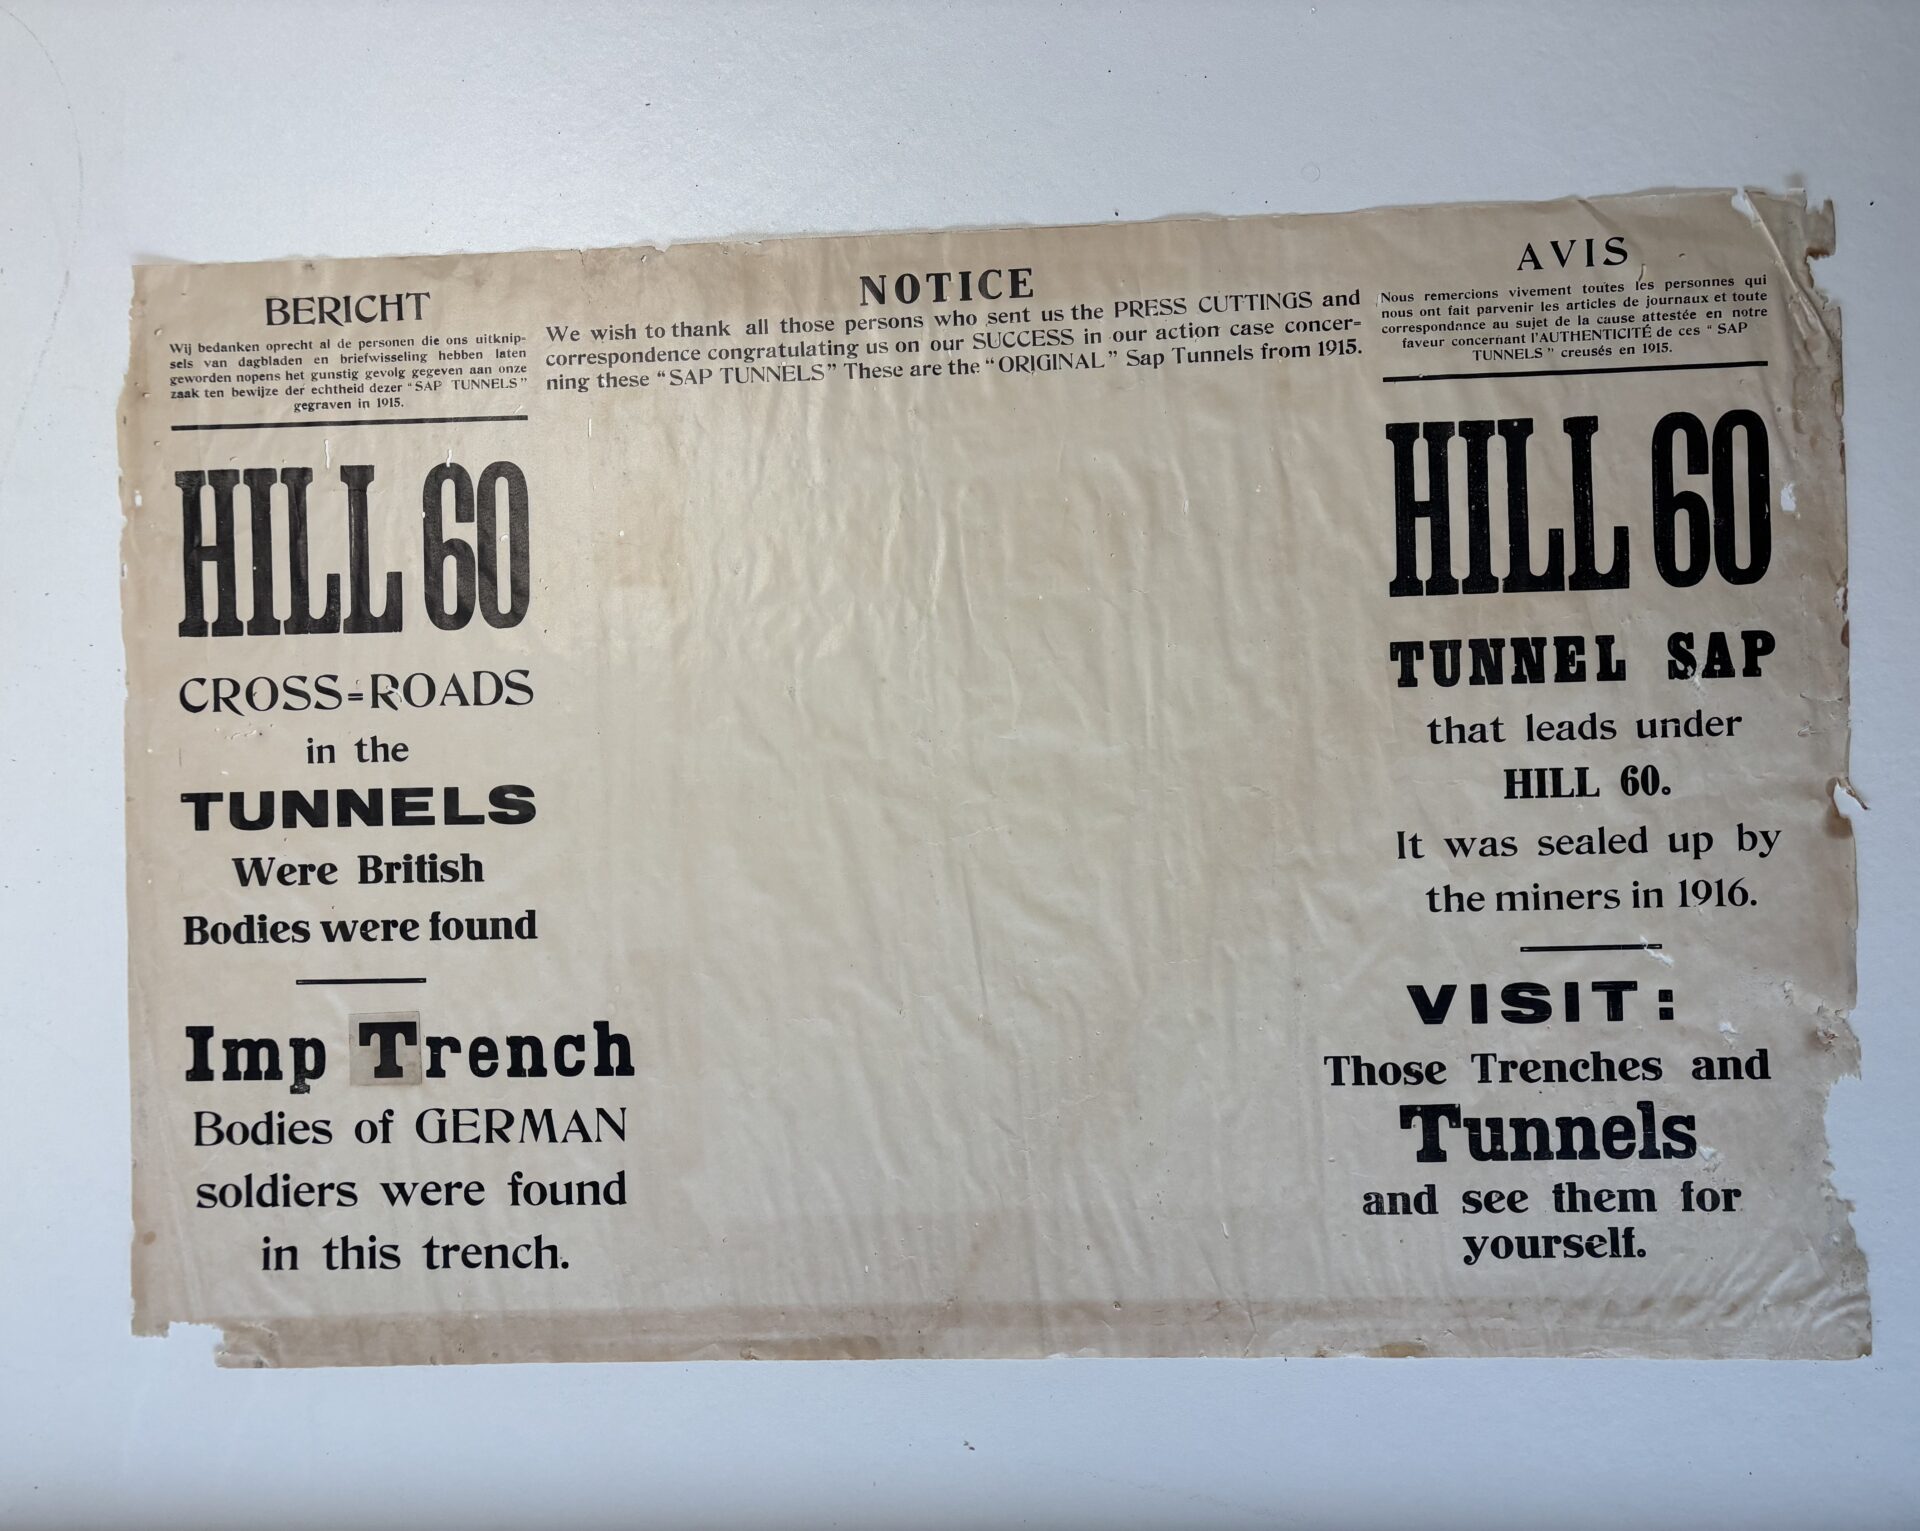 BERICHT
Wij bedanken oprecht al de personen die ons uitknip-
sels van dagbladen en briefwisseling hebben laten
geworden nopens het gunstig gevolg gegeven aan onze
zaak ten bewijze der echtheid dezer "SAP TUNNELS"
gegraven in 1915.
HILL 60
CROSS=ROADS
in the
TUNNELS
Were British
Bodies were found
Imp Trench
Bodies of GERMAN
soldiers were found
in this trench.
NOTICE
We wish to thank all those persons who sent us the PRESS CUTTINGS and
correspondence congratulating us on our SUCCESS in our action case concer=
ning these "SAP TUNNELS" These are the "ORIGINAL" Sap Tunnels from 1915.
AVIS
Nous remercions vivement toutes les personnes qui
nous ont fait parvenir les articles de journaux et toute
correspondnce au sujet de la cause attestée en notre
faveur concernant l'AUTHENTICITÉ de ces "SAP
TUNNELS" creusés en 1915.
HILL 60
TUNNEL SAP
that leads under
HILL 60.
It was sealed up by
the miners in 1916.
VISIT:
Those Trenches and
Tunnels
and see them for
yourself.